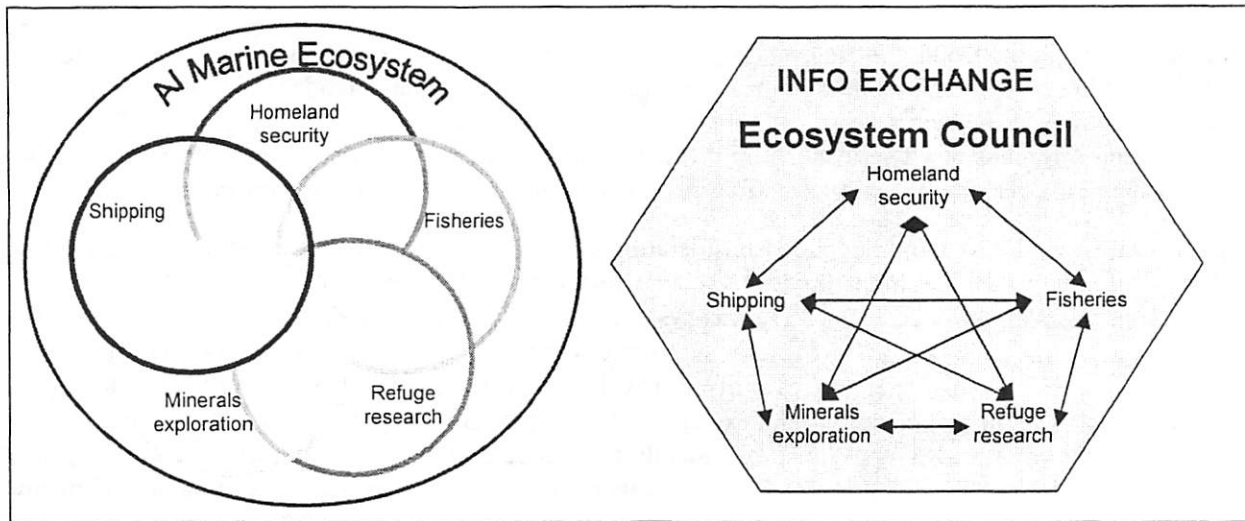 AI Marine Ecosystem
Homeland
security
Shipping
Fisheries
Minerals
exploration
Refuge
research
INFO EXCHANGE
Ecosystem Council
Homeland
security
Shipping
Fisheries
Minerals
exploration
Refuge
research